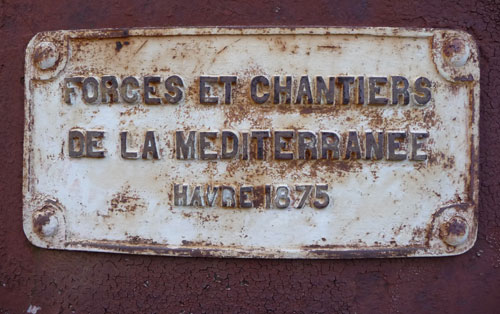 FORGES ET CHANTIERS
DE LA MEDITERRANEE
HAVRE 1875